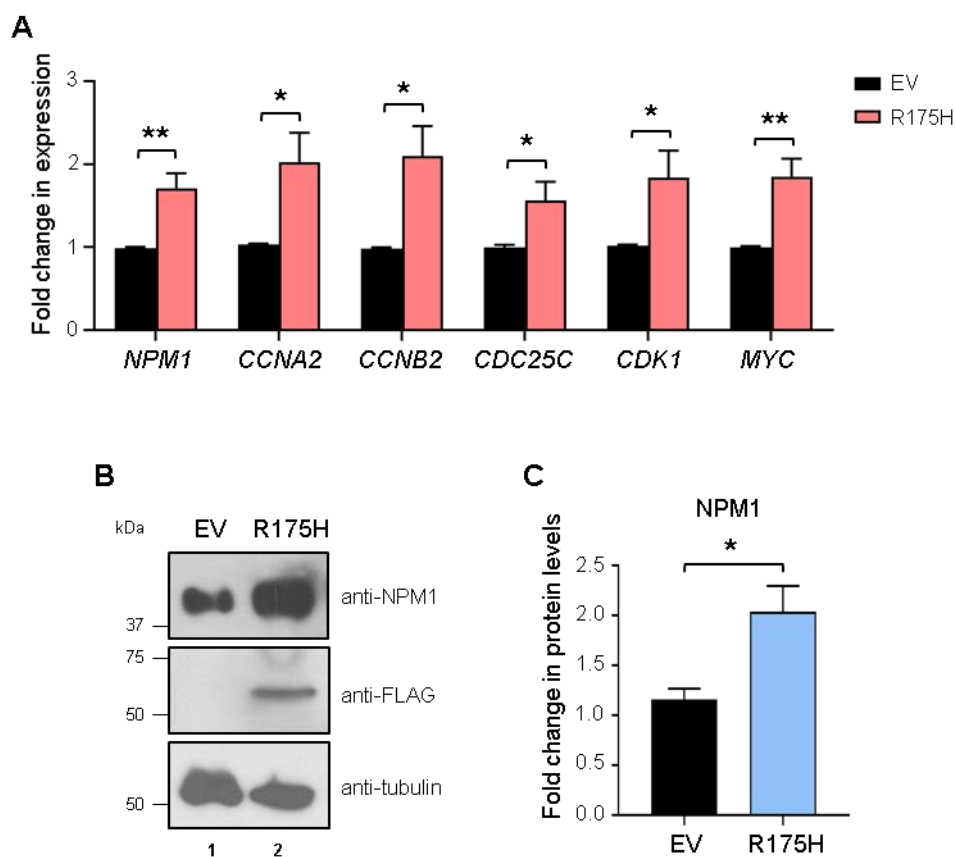 A
Fold change in expression
3
2
1
0
** * * * * **
EV
R175H
NPM1 CCNA2 CCNB2 CDC25C CDK1 MYC
B
kDa EV R175H
anti-NPM1
37
75
anti-FLAG
50
anti-tubulin
50
1 2
C
NPM1
*
Fold change in protein levels
2.5
2.0
1.5
1.0
0.5
0.0
EV R175H